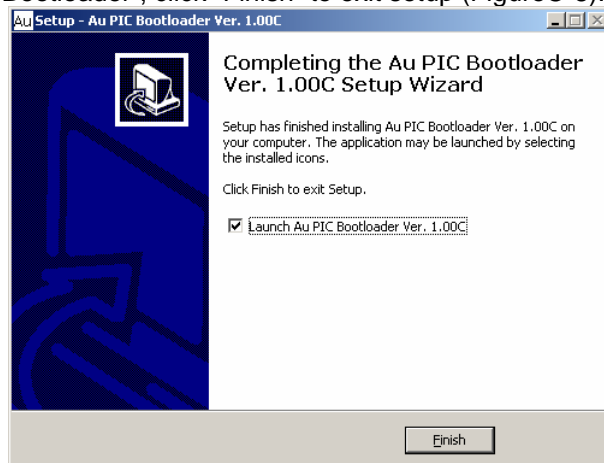 Bootloader", click "Finish" to exit setup (Figure5-8).
Au Setup - Au PIC Bootloader Ver. 1.00C
Completing the Au PIC Bootloader
Ver. 1.00C Setup Wizard
Setup has finished installing Au PIC Bootloader Ver. 1.00C on
your computer. The application may be launched by selecting
the installed icons.
Click Finish to exit Setup.
Launch Au PIC Bootloader Ver. 1.00C
Finish